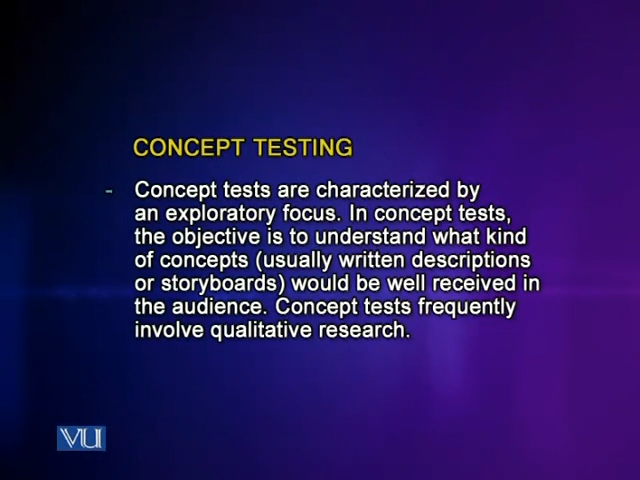 CONCEPT TESTING
- Concept tests are characterized by
an exploratory focus. In concept tests,
the objective is to understand what kind
of concepts (usually written descriptions
or storyboards) would be well received in
the audience. Concept tests frequently
involve qualitative research.
VU